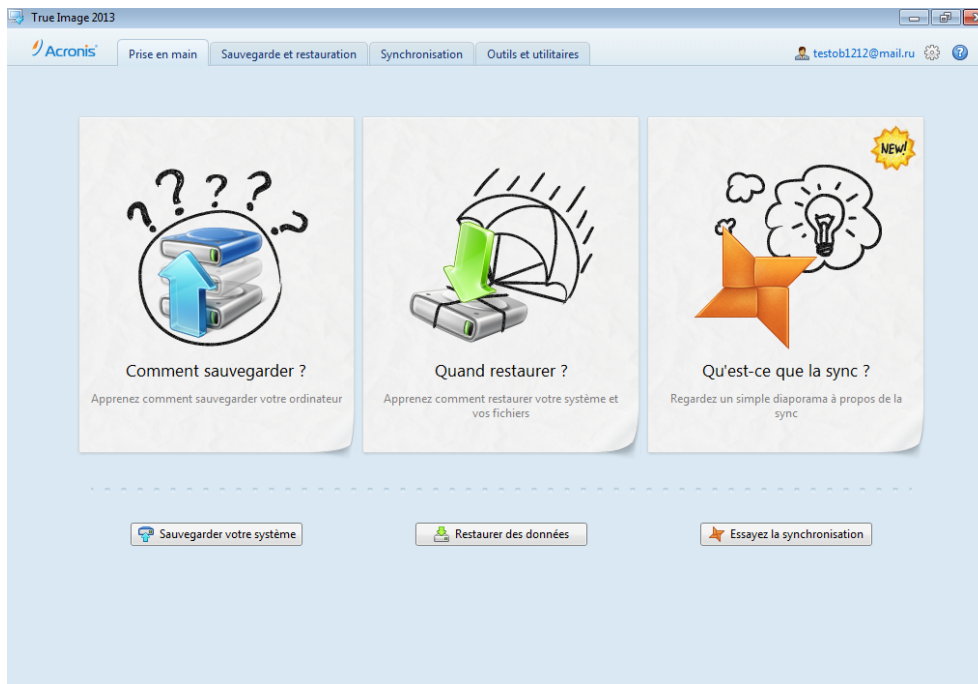 True Image 2013
Acronis
Prise en main
Sauvegarde et restauration
Synchronisation
Outils et utilitaires
testob1212@mail.ru
?
? ? ? ? ?
NEW!
Comment sauvegarder ?
Apprenez comment sauvegarder votre ordinateur
Quand restaurer ?
Apprenez comment restaurer votre système et
vos fichiers
Qu'est-ce que la sync ?
Regardez un simple diaporama à propos de la
sync
Sauvegarder votre système
Restaurer des données
Essayez la synchronisation